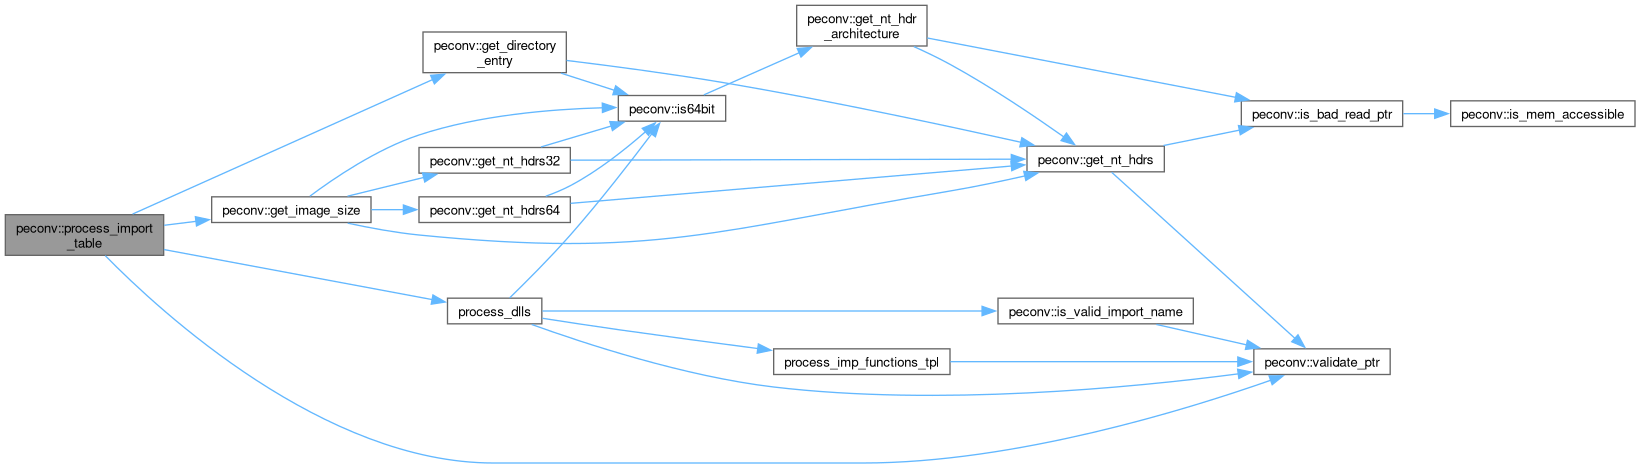 peconv::process_import
_table
peconv::get_directory
_entry
peconv::get_image_size
peconv::get_nt_hdrs32
peconv::get_nt_hdrs64
process_dlls
peconv::is64bit
peconv::get_nt_hdr
_architecture
peconv::get_nt_hdrs
peconv::is_valid_import_name
process_imp_functions_tpl
peconv::is_bad_read_ptr
peconv::validate_ptr
peconv::is_mem_accessible